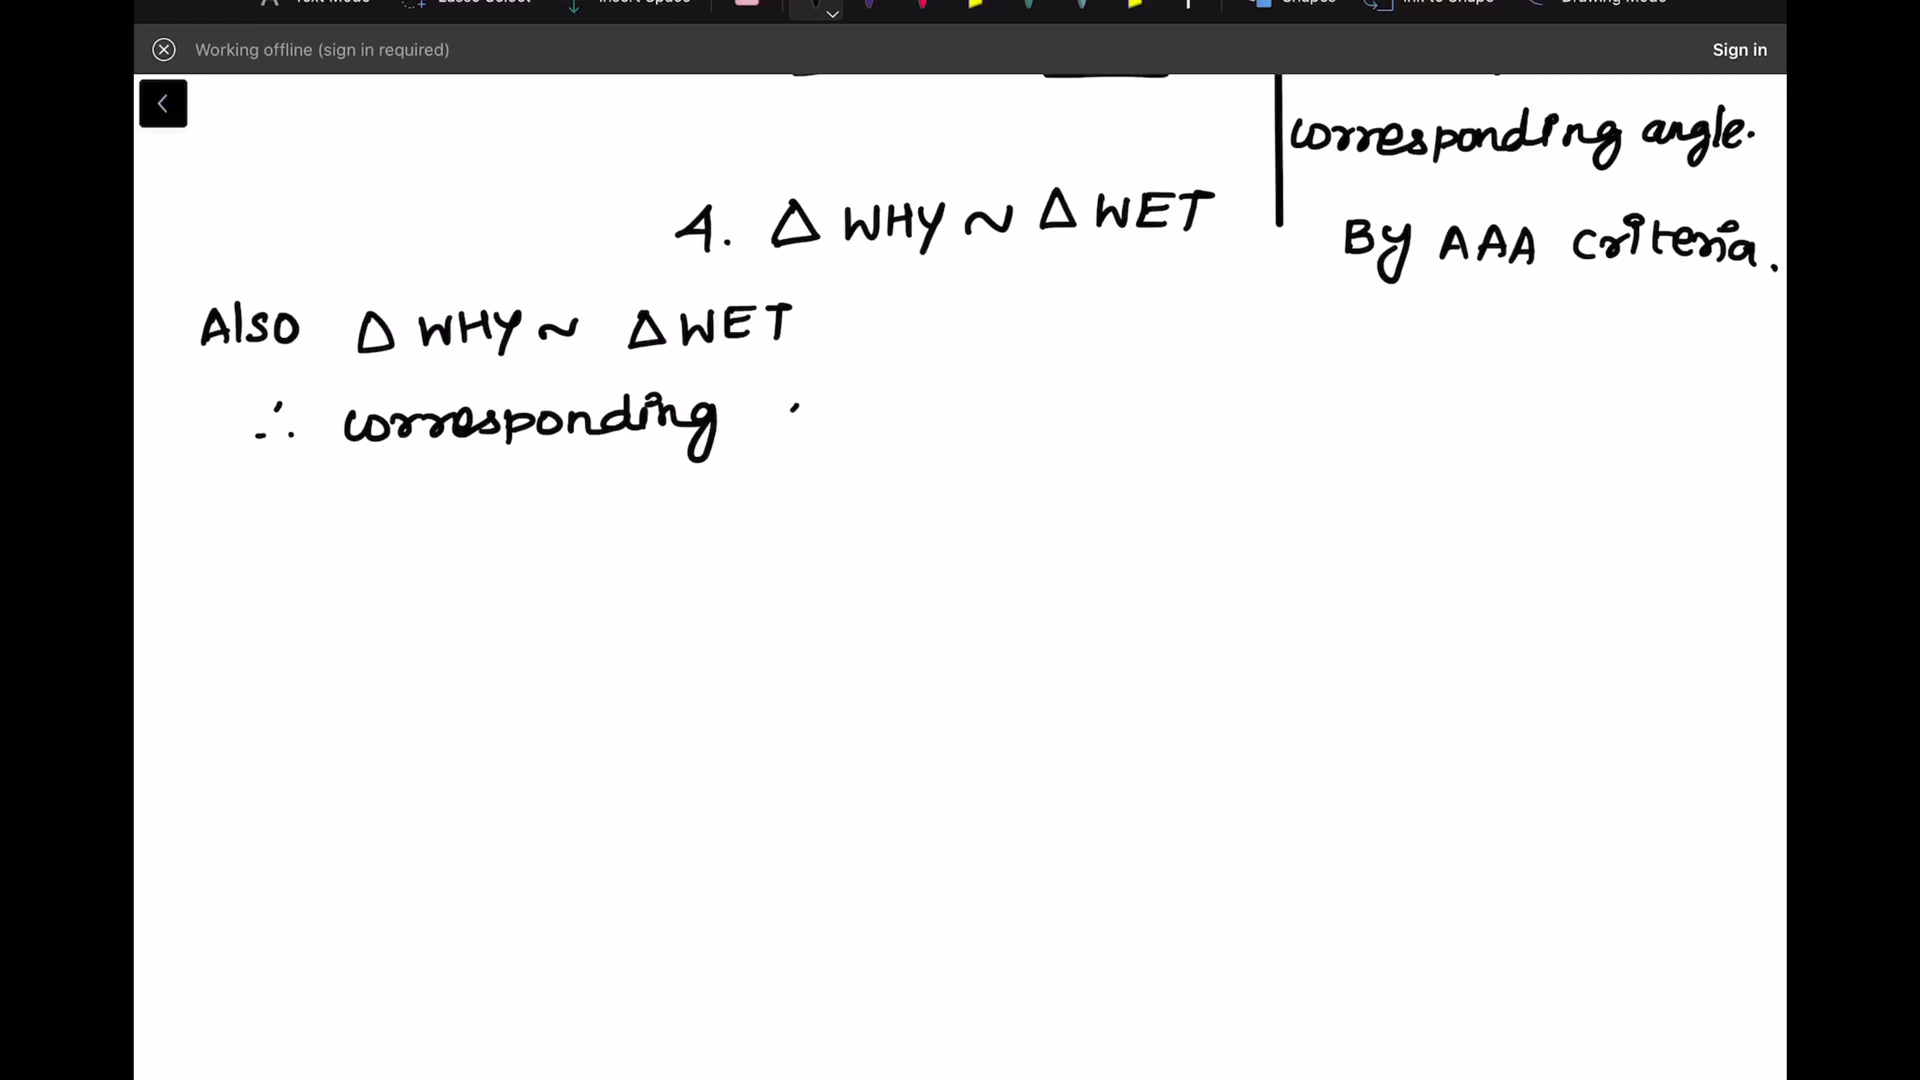 Working offline (sign in required)
Sign in
corresponding angle.
4. Δ WHY ~ Δ WET
By AAA criteria.
Also Δ WHY ~ Δ WET
∴ corresponding